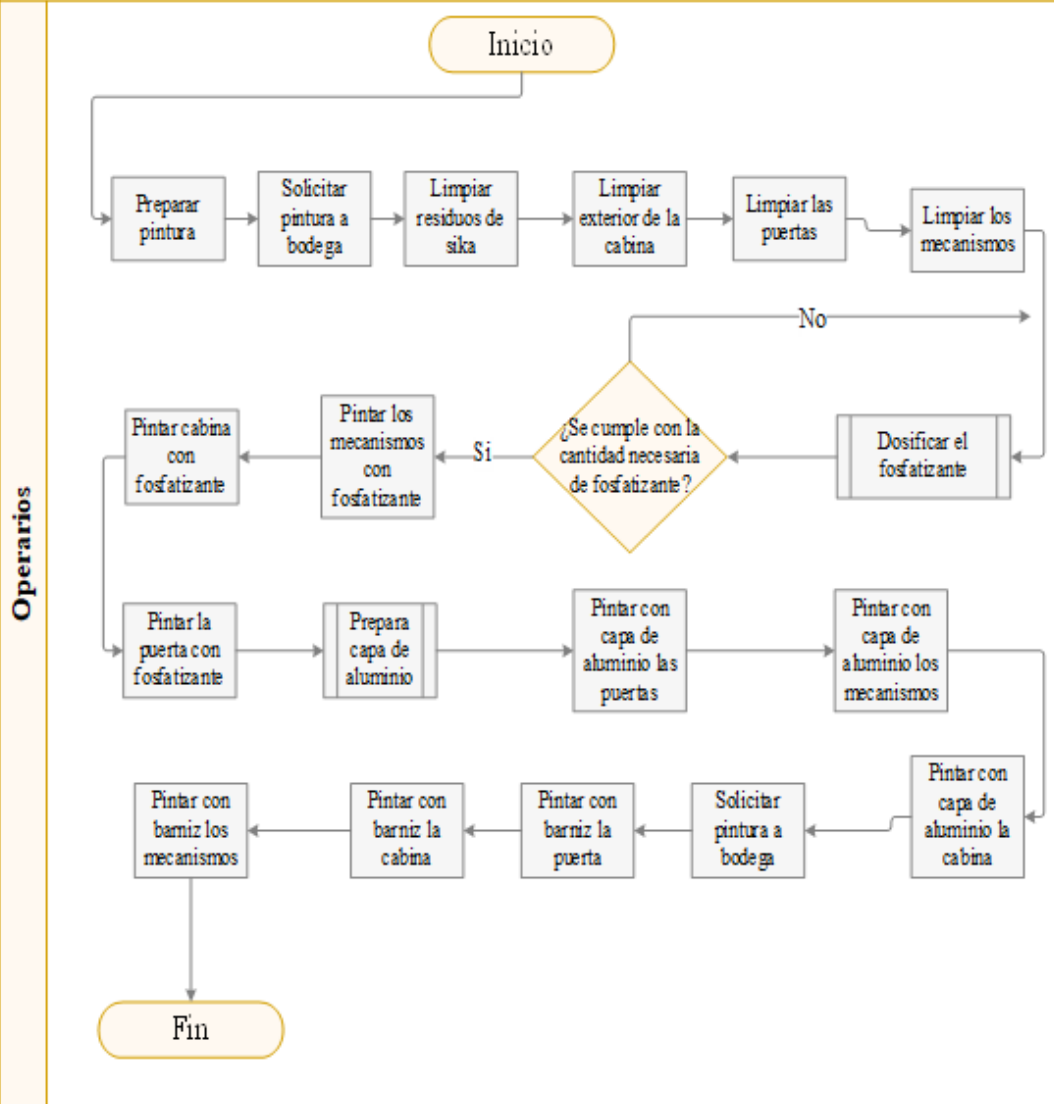 Operarios
Inicio
Preparar
pintura
Solicitar
pintura a
bodega
Limpiar
residuos de
sika
Limpiar
exterior de la
cabina
Limpiar las
puertas
Limpiar los
mecanismos
No
Dosificar el
fosfatizante
¿Se cumple con la
cantidad necesaria
de fosfatizante?
Si
Pintar los
mecanismos
con
fosfatizante
Pintar cabina
con
fosfatizante
Pintar la
puerta con
fosfatizante
Prepara
capa de
aluminio
Pintar con
capa de
aluminio las
puertas
Pintar con
capa de
aluminio los
mecanismos
Pintar con
capa de
aluminio la
cabina
Solicitar
pintura a
bodega
Pintar con
barniz la
puerta
Pintar con
barniz la
cabina
Pintar con
barniz los
mecanismos
Fin